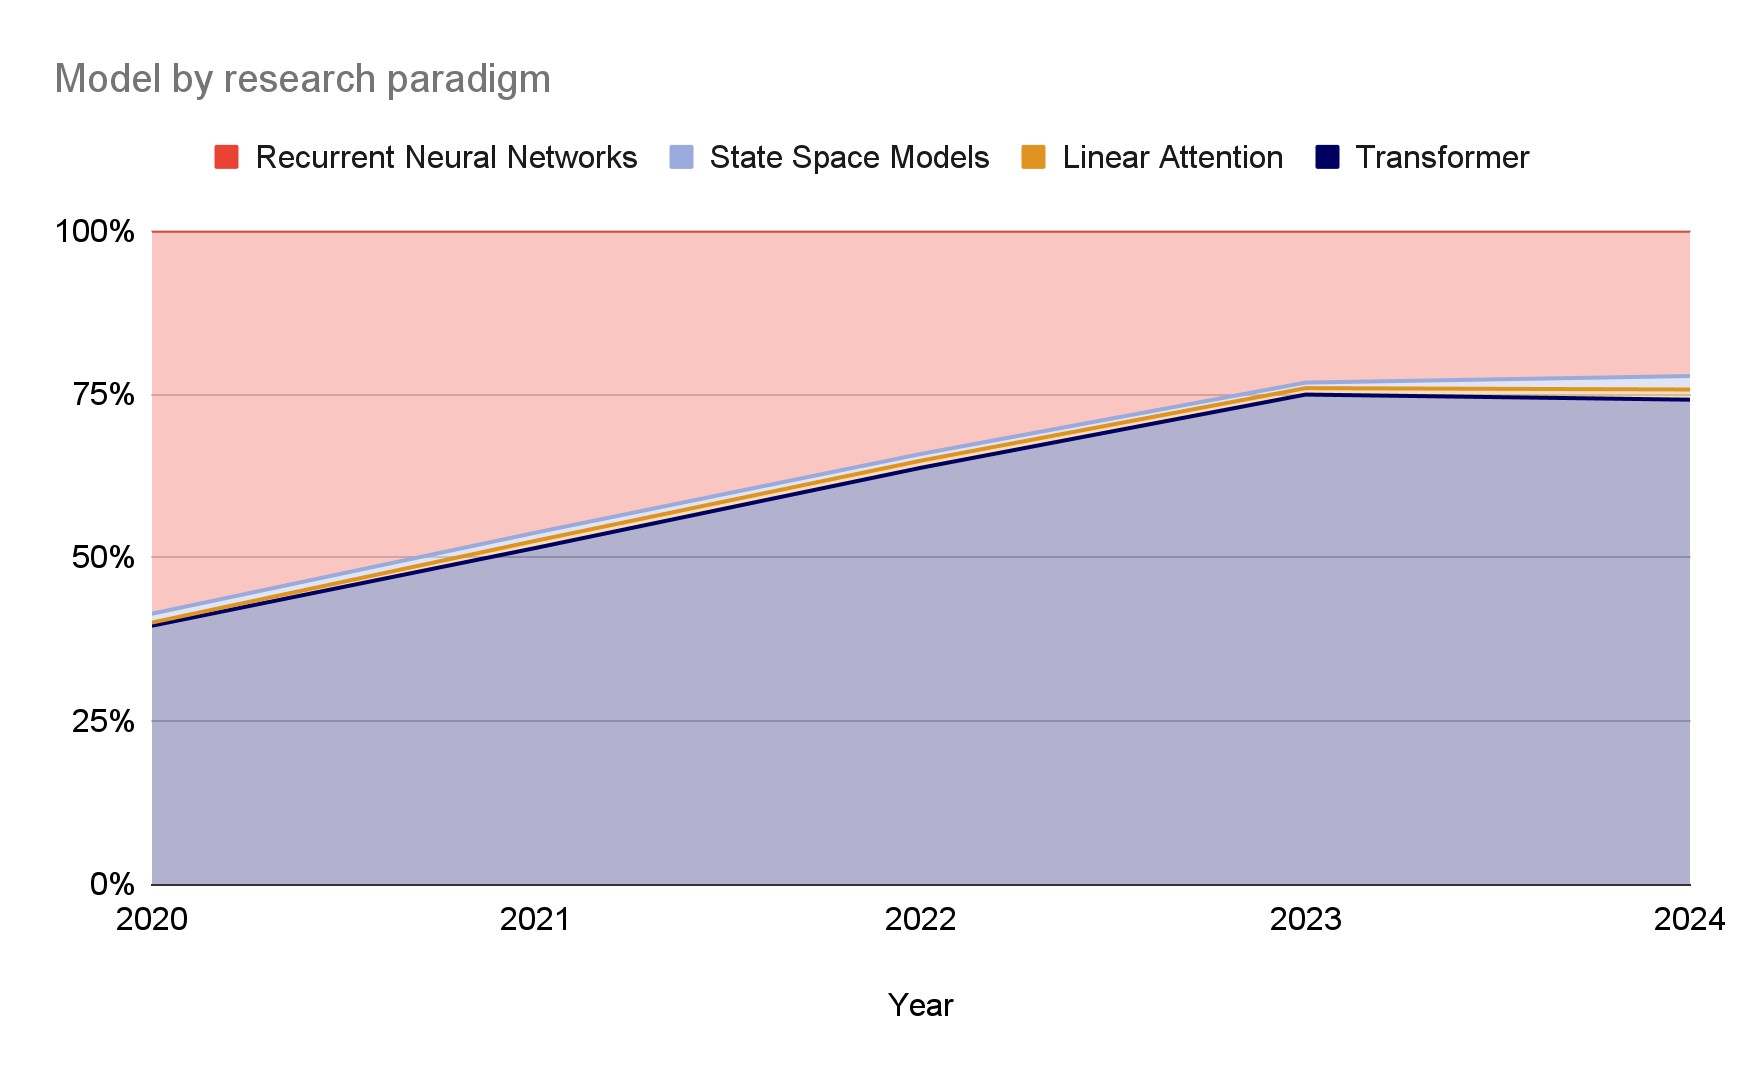 Model by research paradigm
Recurrent Neural Networks State Space Models Linear Attention Transformer
100%
75%
50%
25%
0%
2020 2021 2022 2023 2024
Year